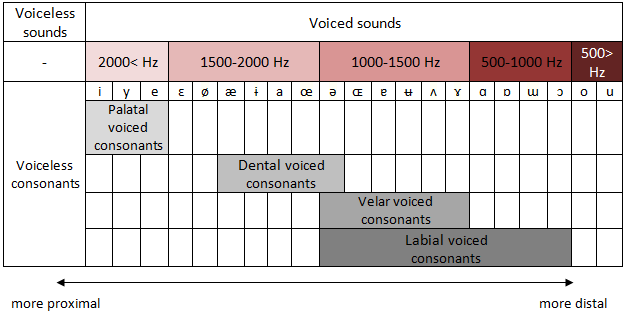 Voiceless
sounds
Voiced sounds
-
2000< Hz
1500-2000 Hz
1000-1500 Hz
500-1000 Hz
500>
Hz
i y e ɛ ø æ ɨ a œ ə ɶ ɐ ʉ ʌ ɤ ɑ ɒ ɯ ɔ o u
Voiceless
consonants
Palatal
voiced
consonants
Dental voiced
consonants
Velar voiced
consonants
Labial voiced
consonants
more proximal
more distal